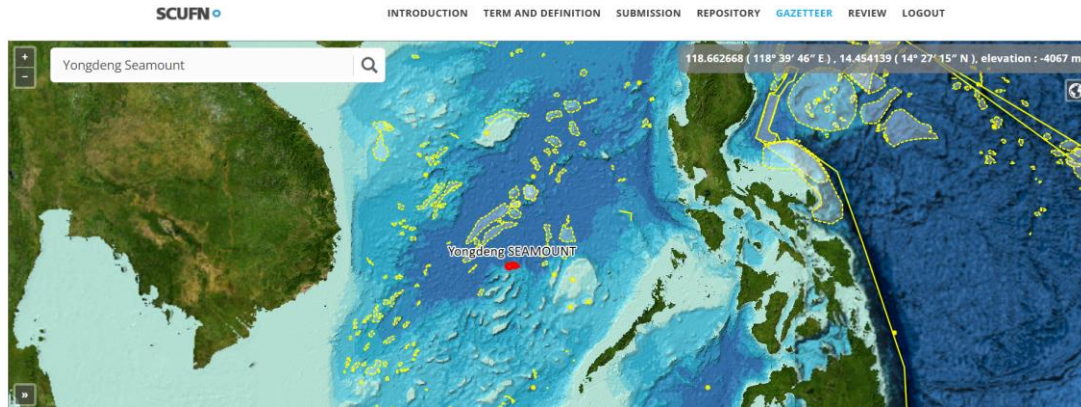 SCUFN INTRODUCTION TERM AND DEFINITION SUBMISSION REPOSITORY GAZETTEER REVIEW LOGOUT
+
Yongdeng Seamount
118.662668 ( 118° 39' 46" E ) , 14.454139 ( 14° 27' 15" N ), elevation : -4067 m
−
Yongdeng SEAMOUNT
»